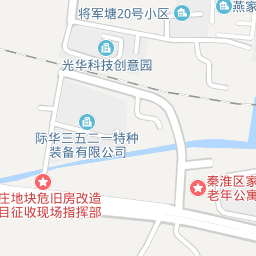 燕家
将军塘20号小区
光华科技创意园
际华三五二一特种
装备有限公司
秦淮区家
老年公寓
庄地块危旧房改造
目征收现场指挥部